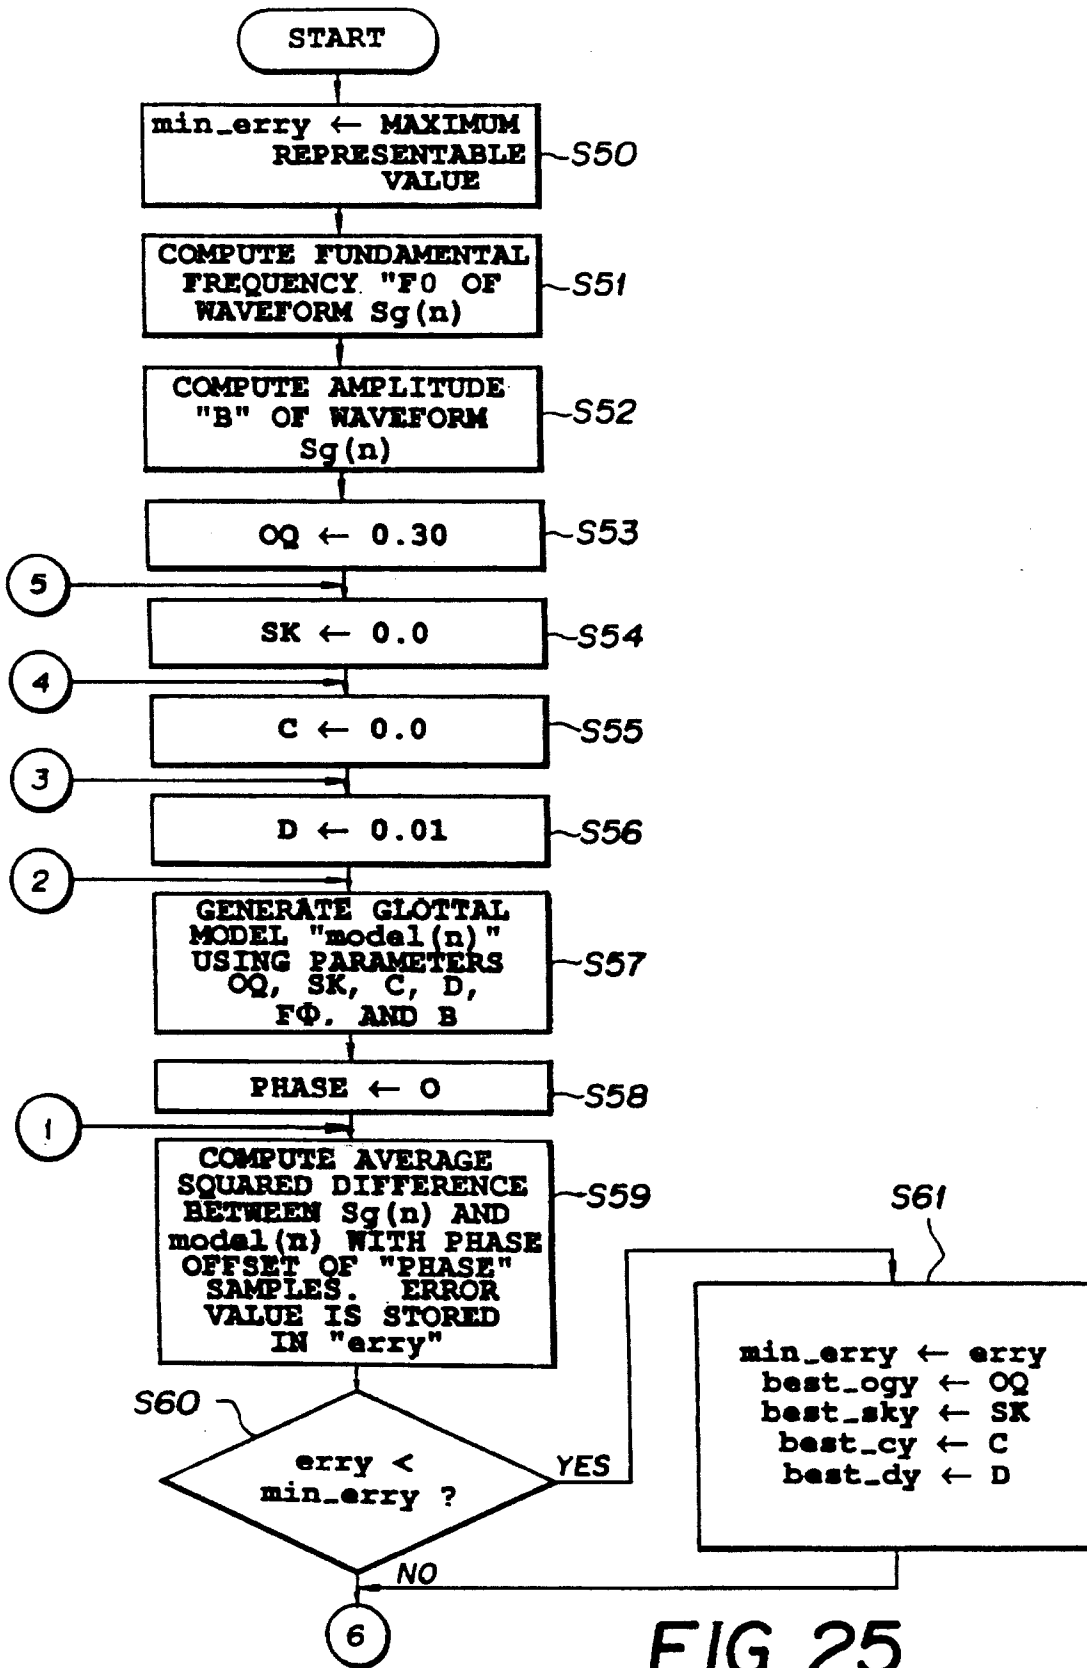 START
min_erry ← MAXIMUM
REPRESENTABLE
VALUE
S50
COMPUTE FUNDAMENTAL
FREQUENCY "F0 OF
WAVEFORM Sg(n)
S51
COMPUTE AMPLITUDE
"B" OF WAVEFORM
Sg(n)
S52
OQ ← 0.30
S53
5
SK ← 0.0
S54
4
C ← 0.0
S55
3
D ← 0.01
S56
2
GENERATE GLOTTAL
MODEL "model(n)"
USING PARAMETERS
OQ, SK, C, D,
FΦ. AND B
S57
PHASE ← O
S58
1
COMPUTE AVERAGE
SQUARED DIFFERENCE
BETWEEN Sg(n) AND
model(n) WITH PHASE
OFFSET OF "PHASE"
SAMPLES. ERROR
VALUE IS STORED
IN "erry"
S59
S60
erry <
min_erry ?
YES
NO
S61
min_erry ← erry
best_ogy ← OQ
best_sky ← SK
best_cy ← C
best_dy ← D
6
FIG 25